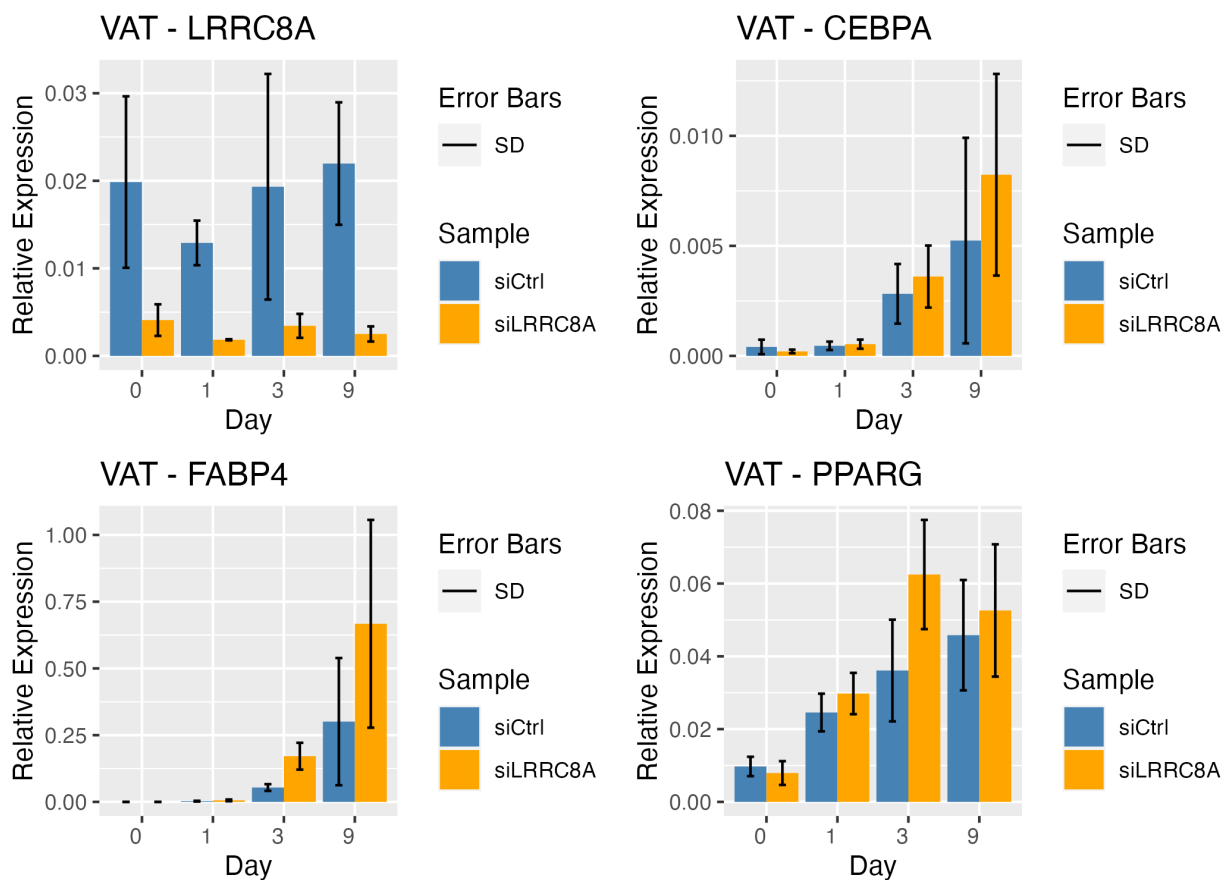 VAT - LRRC8A
Relative Expression
0.03
0.02
0.01
0.00
0 1 3 9
Day
Error Bars
SD
Sample
siCtrl
siLRRC8A
VAT - CEBPA
Relative Expression
0.010
0.005
0.000
0 1 3 9
Day
Error Bars
SD
Sample
siCtrl
siLRRC8A
VAT - FABP4
Relative Expression
1.00
0.75
0.50
0.25
0.00
0 1 3 9
Day
Error Bars
SD
Sample
siCtrl
siLRRC8A
VAT - PPARG
Relative Expression
0.08
0.06
0.04
0.02
0.00
0 1 3 9
Day
Error Bars
SD
Sample
siCtrl
siLRRC8A